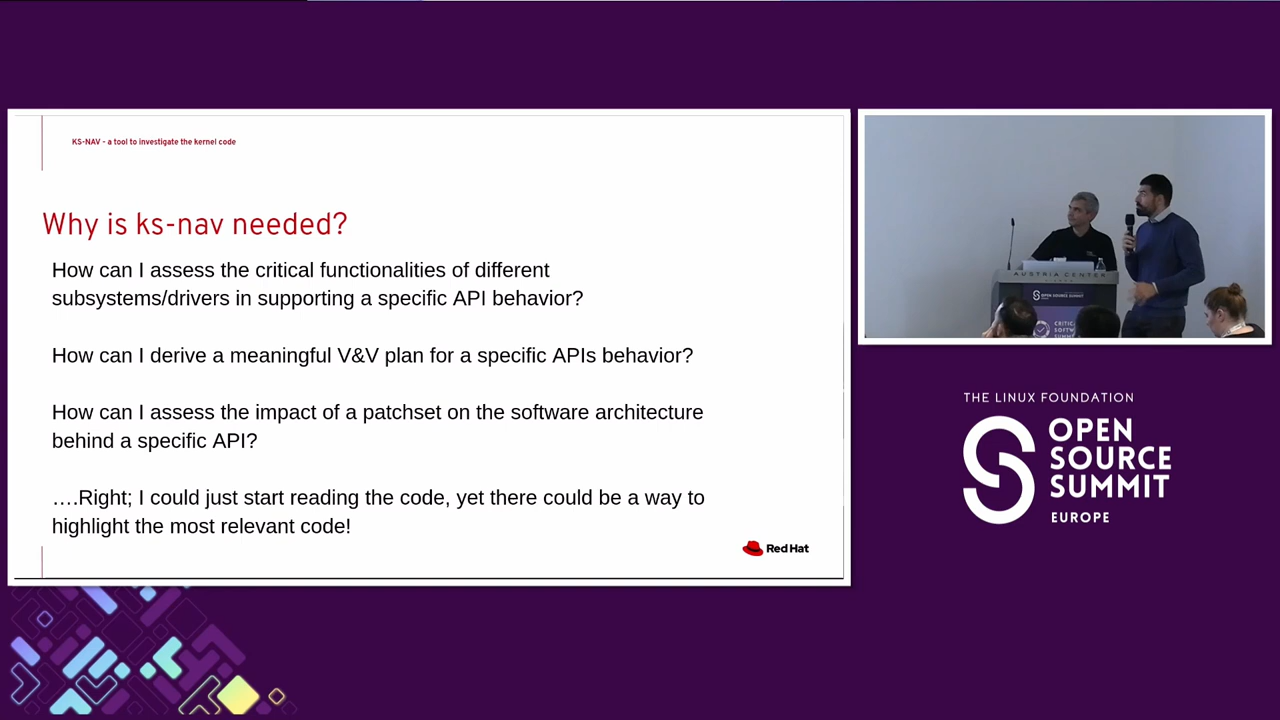 KS-NAV - a tool to investigate the kernel code
Why is ks-nav needed?
How can I assess the critical functionalities of different
subsystems/drivers in supporting a specific API behavior?
How can I derive a meaningful V&V plan for a specific APIs behavior?
How can I assess the impact of a patchset on the software architecture
behind a specific API?
....Right; I could just start reading the code, yet there could be a way to
highlight the most relevant code!
Red Hat
AUSTRIA CENTER
OPEN SOURCE SUMMIT
THE LINUX FOUNDATION
OPEN
SOURCE
SUMMIT
EUROPE